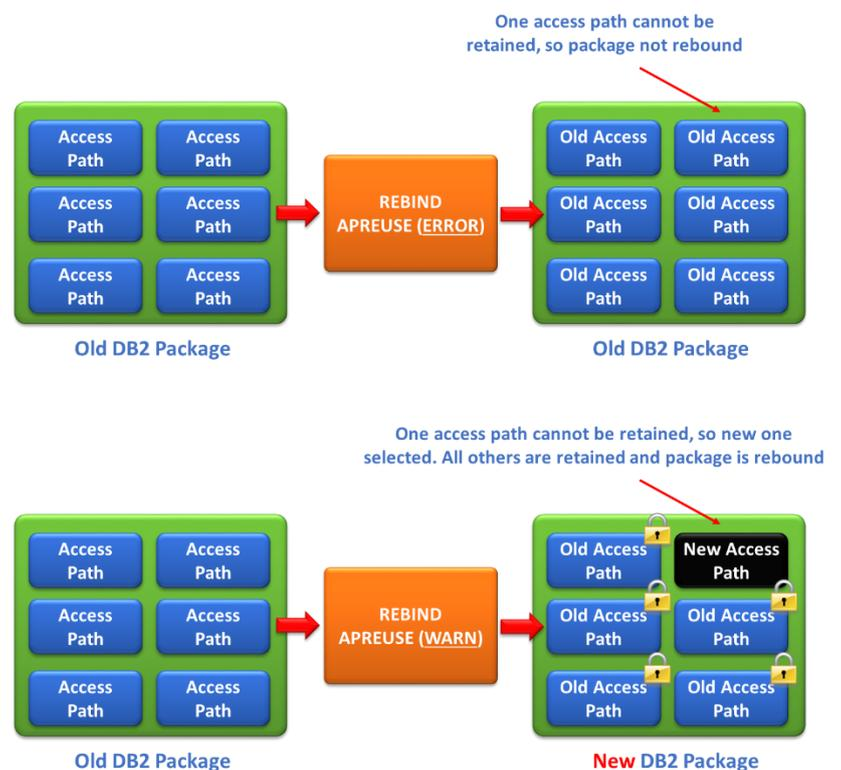 One access path cannot be
retained, so package not rebound
Access
Path
Access
Path
Access
Path
Access
Path
Access
Path
Access
Path
Old DB2 Package
REBIND
APREUSE (ERROR)
Old Access
Path
Old Access
Path
Old Access
Path
Old Access
Path
Old Access
Path
Old Access
Path
Old DB2 Package
One access path cannot be retained, so new one
selected. All others are retained and package is rebound
Access
Path
Access
Path
Access
Path
Access
Path
Access
Path
Access
Path
Old DB2 Package
REBIND
APREUSE (WARN)
Old Access
Path
New Access
Path
Old Access
Path
Old Access
Path
Old Access
Path
Old Access
Path
New DB2 Package